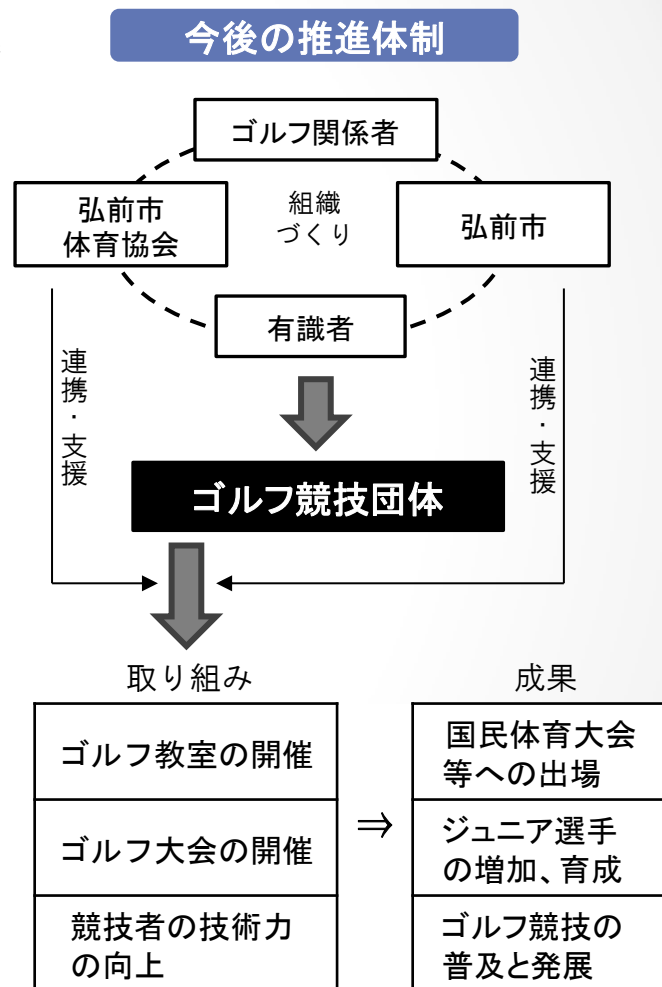 今後の推進体制
ゴルフ関係者
弘前市
体育協会
組織
づくり
弘前市
有識者
連携・支援
連携・支援
ゴルフ競技団体
取り組み
成果
ゴルフ教室の開催
国民体育大会
等への出場
⇒
ゴルフ大会の開催
ジュニア選手
の増加、育成
競技者の技術力
の向上
ゴルフ競技の
普及と発展